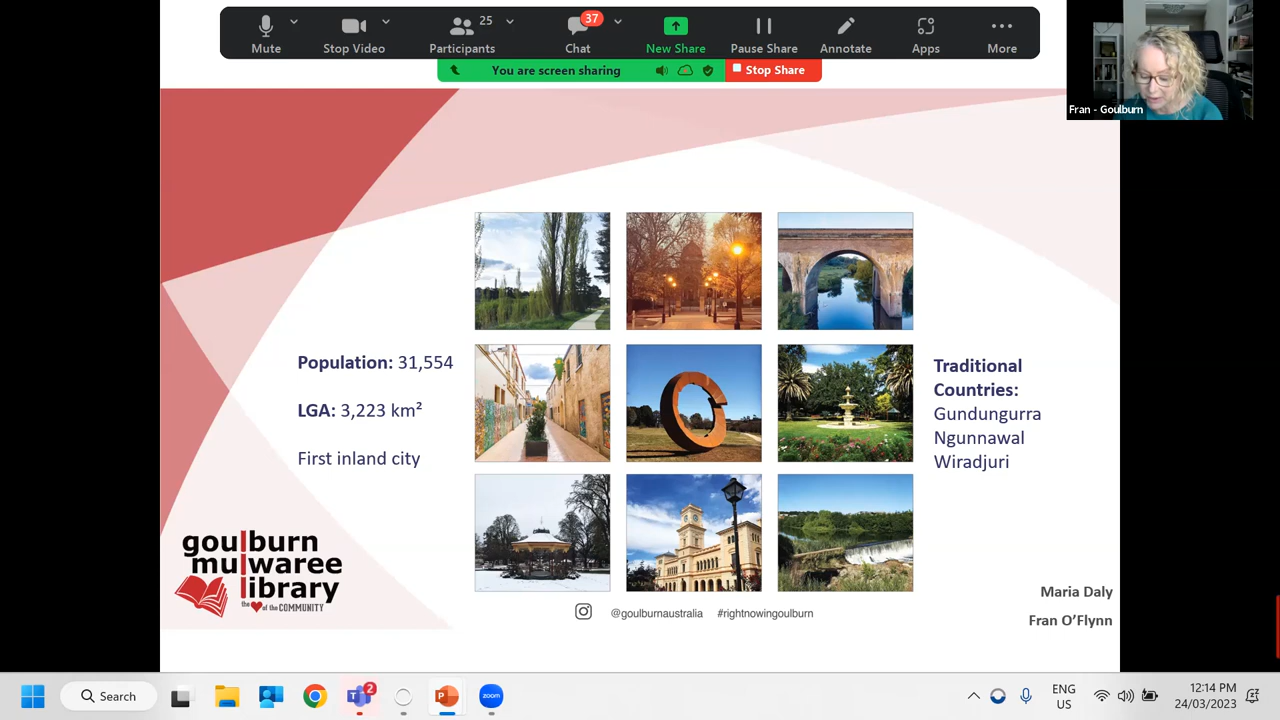 25
37
Mute
Stop Video
Participants
Chat
New Share
Pause Share
Annotate
Apps
More
You are screen sharing
Stop Share
Fran - Goulburn
Population: 31,554
LGA: 3,223 km²
First inland city
Traditional
Countries:
Gundungurra
Ngunnawal
Wiradjuri
goulburn
mulwaree
library
the of the COMMUNITY
@goulburnaustralia #rightnowingoulburn
Maria Daly
Fran O'Flynn
Search
2
zoom
ENG
US
12:14 PM
24/03/2023